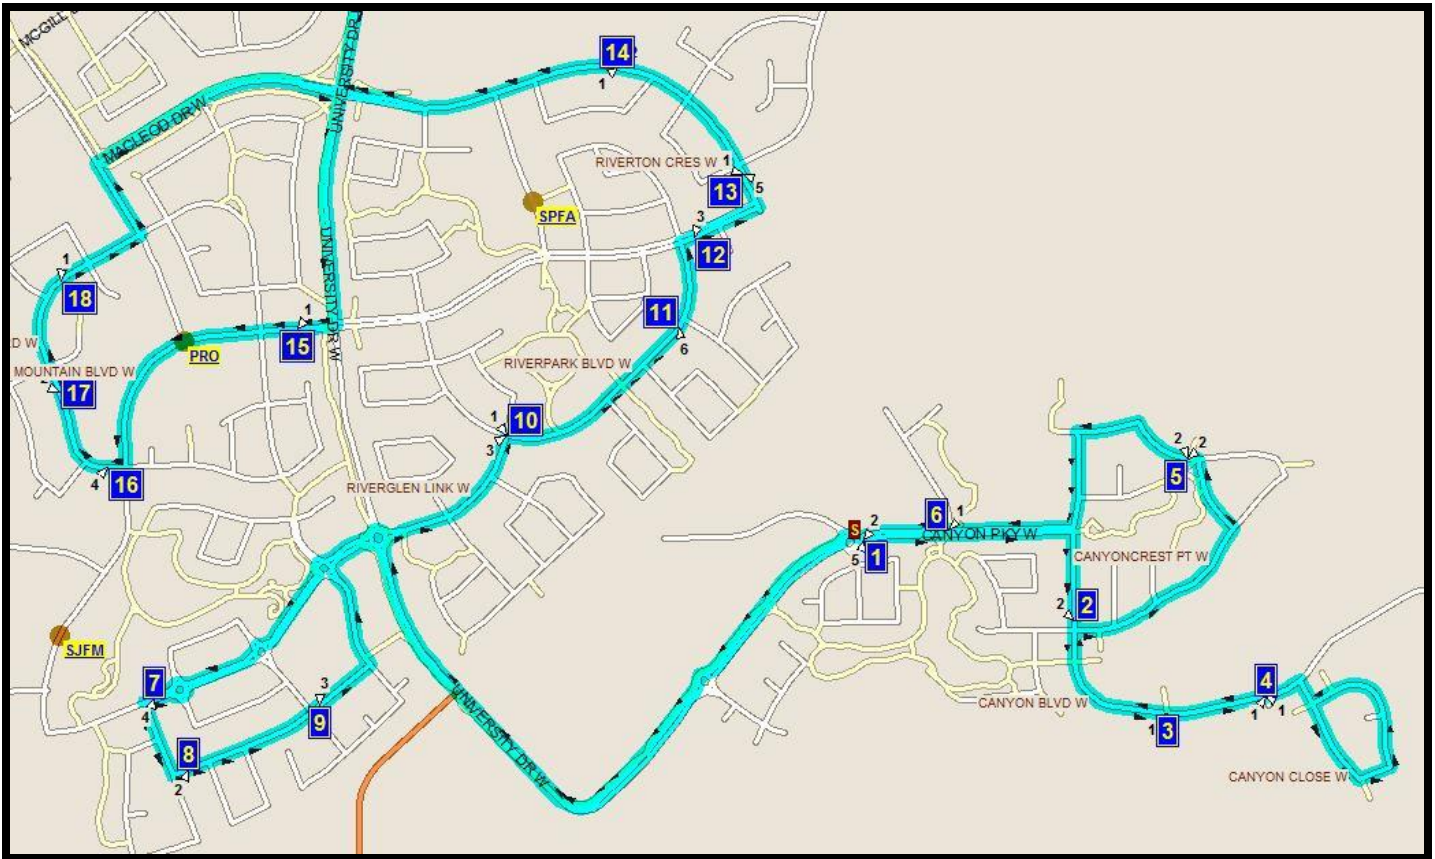 MCGILL
UNIVERSITY DR
14
1
UNIVERSITY DR W
MACLEOD DR W
RIVERTON CRES W
1
13
5
SPFA
3
12
1
18
UNIVERSITY DR W
11
1
15
6
PRO
D W
MOUNTAIN BLVD W
RIVERPARK BLVD W
17
1
10
3
4
16
RIVERGLEN LINK W
2
2
5
S
2
6
1
CANYON PKY W
5
1
CANYONCREST PT W
2
2
SJFM
7
4
3
9
8
2
UNIVERSITY DR W
CANYON BLVD W
4
1
1
1
3
CANYON CLOSE W